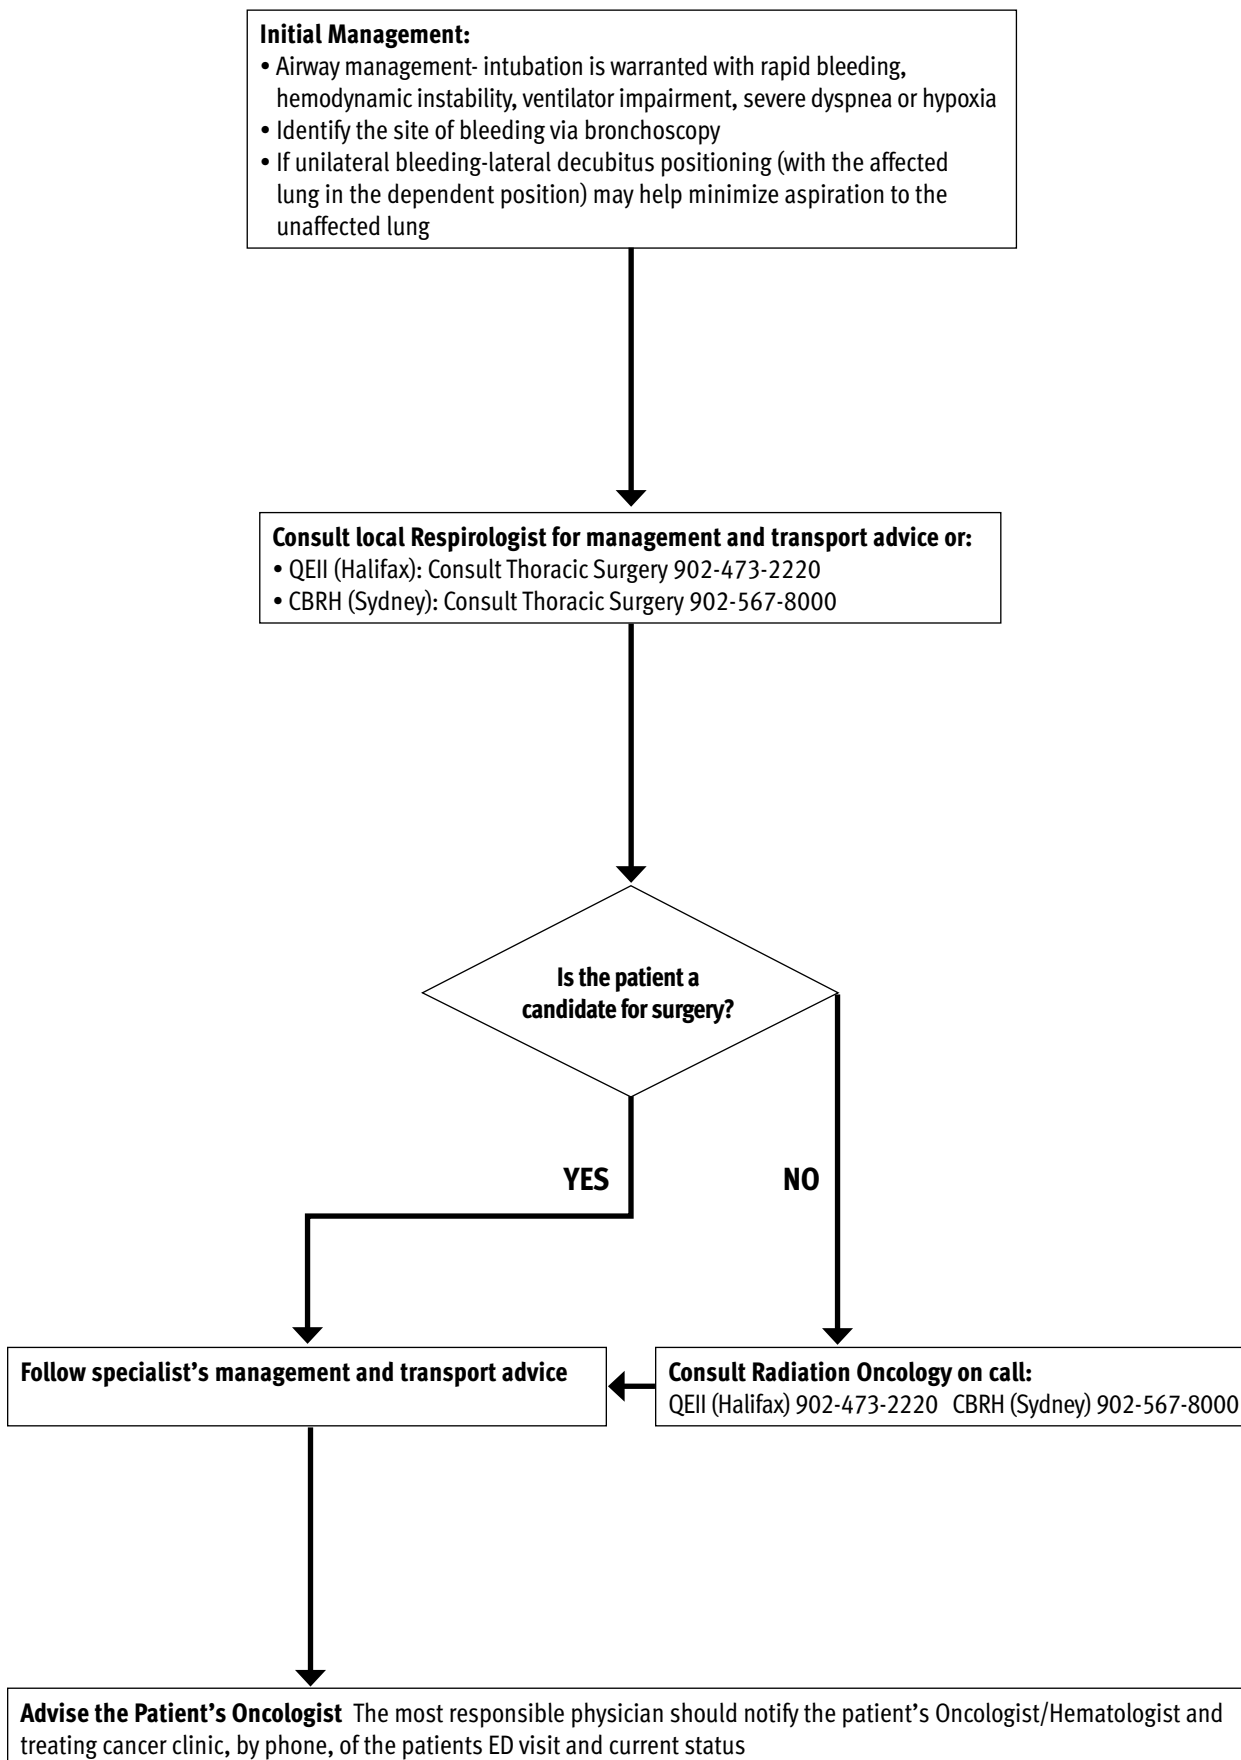 Initial Management:
• Airway management- intubation is warranted with rapid bleeding,
hemodynamic instability, ventilator impairment, severe dyspnea or hypoxia
• Identify the site of bleeding via bronchoscopy
• If unilateral bleeding-lateral decubitus positioning (with the affected
lung in the dependent position) may help minimize aspiration to the
unaffected lung
Consult local Respirologist for management and transport advice or:
• QEII (Halifax): Consult Thoracic Surgery 902-473-2220
• CBRH (Sydney): Consult Thoracic Surgery 902-567-8000
Is the patient a
candidate for surgery?
YES
NO
Follow specialist's management and transport advice
Consult Radiation Oncology on call:
QEII (Halifax) 902-473-2220 CBRH (Sydney) 902-567-8000
Advise the Patient's Oncologist The most responsible physician should notify the patient's Oncologist/Hematologist and
treating cancer clinic, by phone, of the patients ED visit and current status